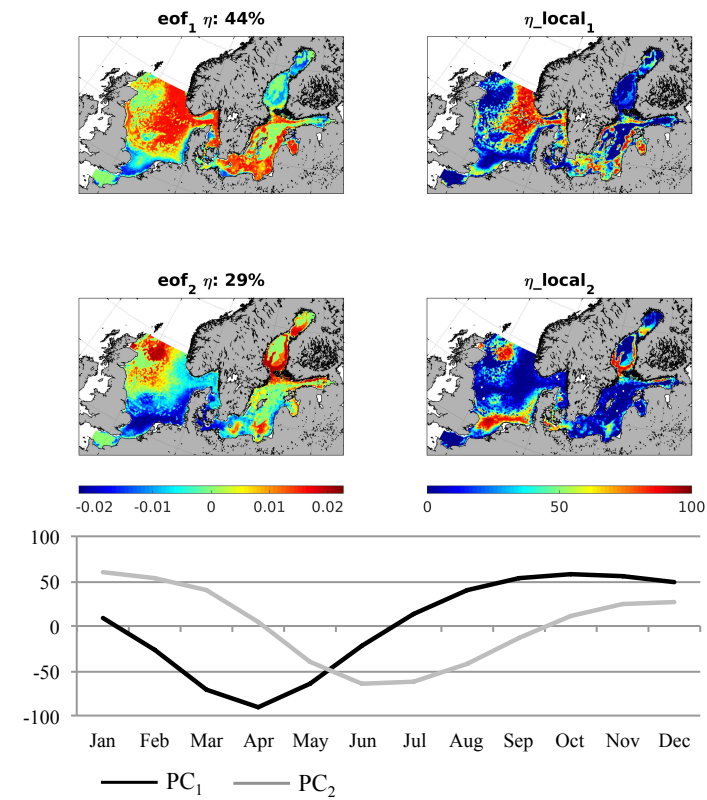 eof1 η: 44%
η_local1
eof2 η: 29%
η_local2
-0.02 -0.01 0 0.01 0.02
0 50 100
100
50
0
-50
-100
Jan Feb Mar Apr May Jun Jul Aug Sep Oct Nov Dec
PC1 PC2